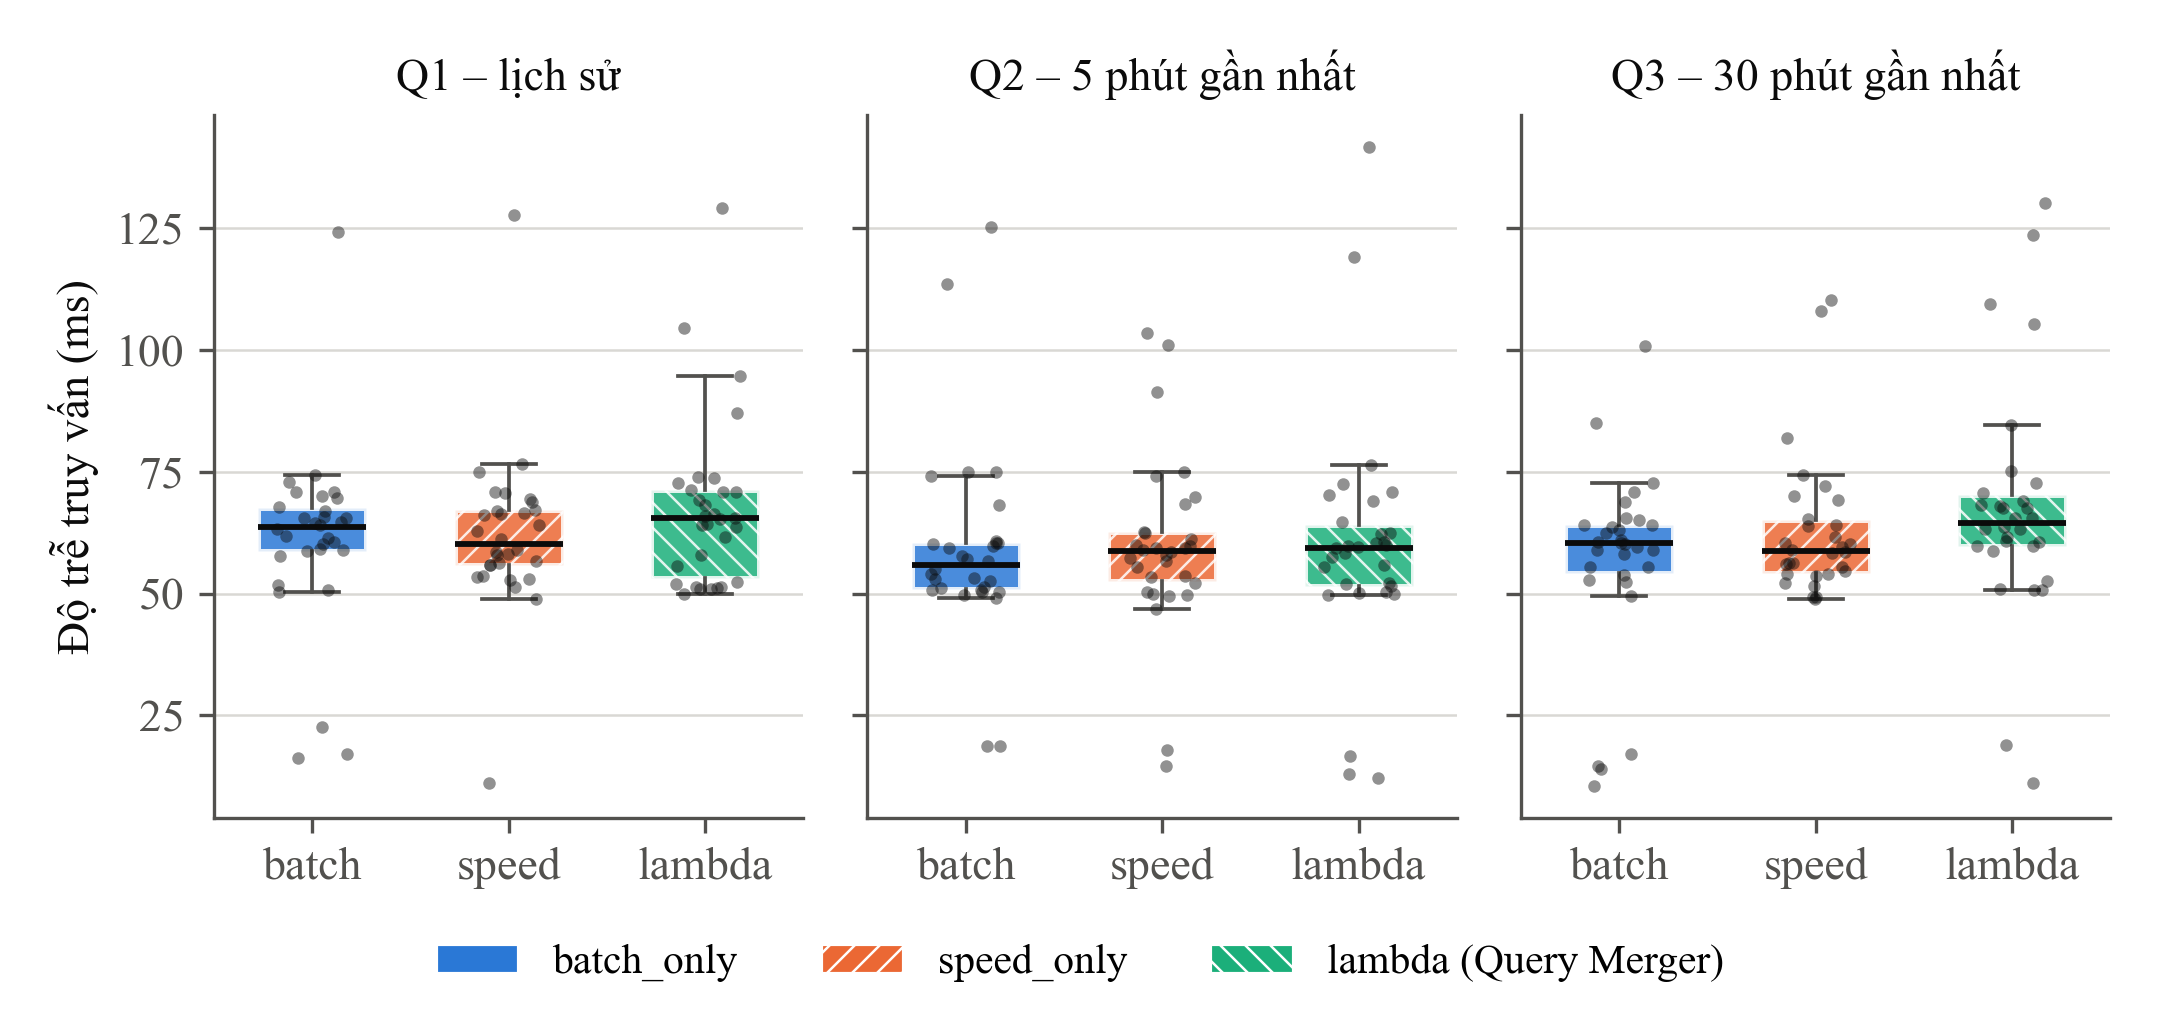 Q1 – lịch sử
Q2 – 5 phút gần nhất
Q3 – 30 phút gần nhất
Độ trễ truy vấn (ms)
125
100
75
50
25
batch speed lambda
batch speed lambda
batch speed lambda
batch_only speed_only lambda (Query Merger)